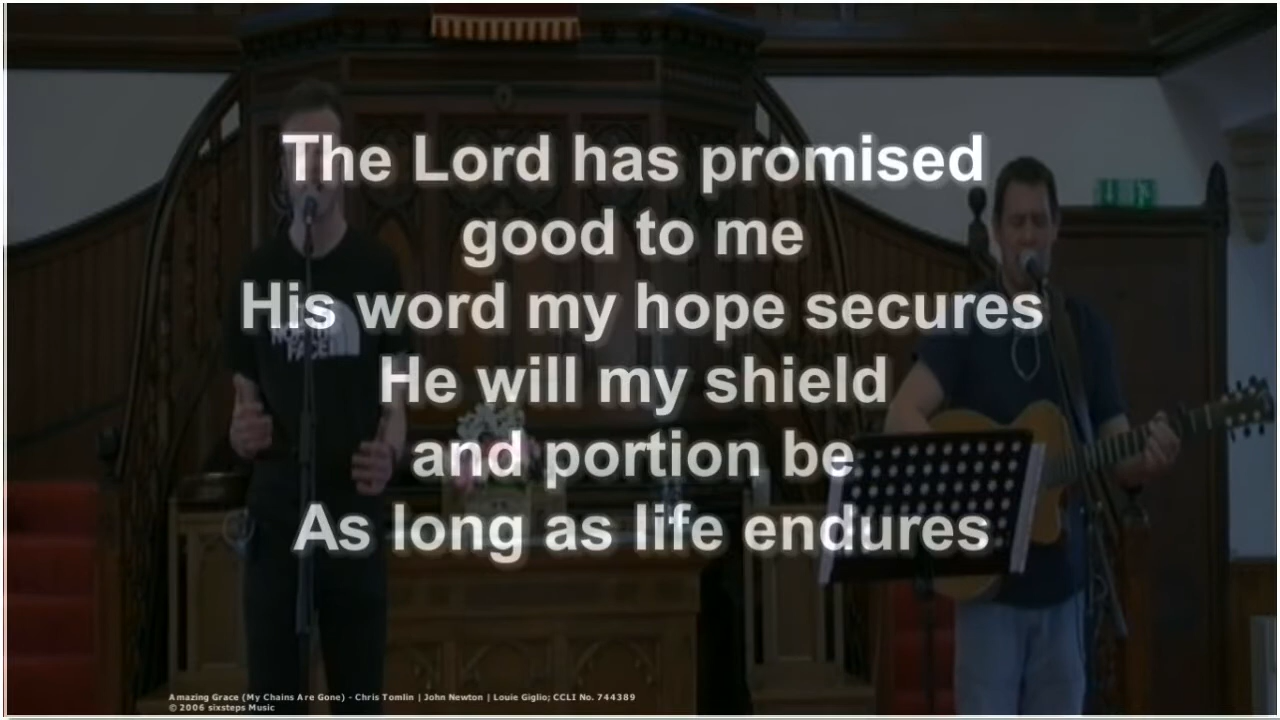 The Lord has promised
good to me
His word my hope secures
He will my shield
and portion be
As long as life endures
NORTH
FACE
Amazing Grace (My Chains Are Gone) - Chris Tomlin | John Newton | Louie Giglio; CCLI No. 744389
© 2006 sixsteps Music